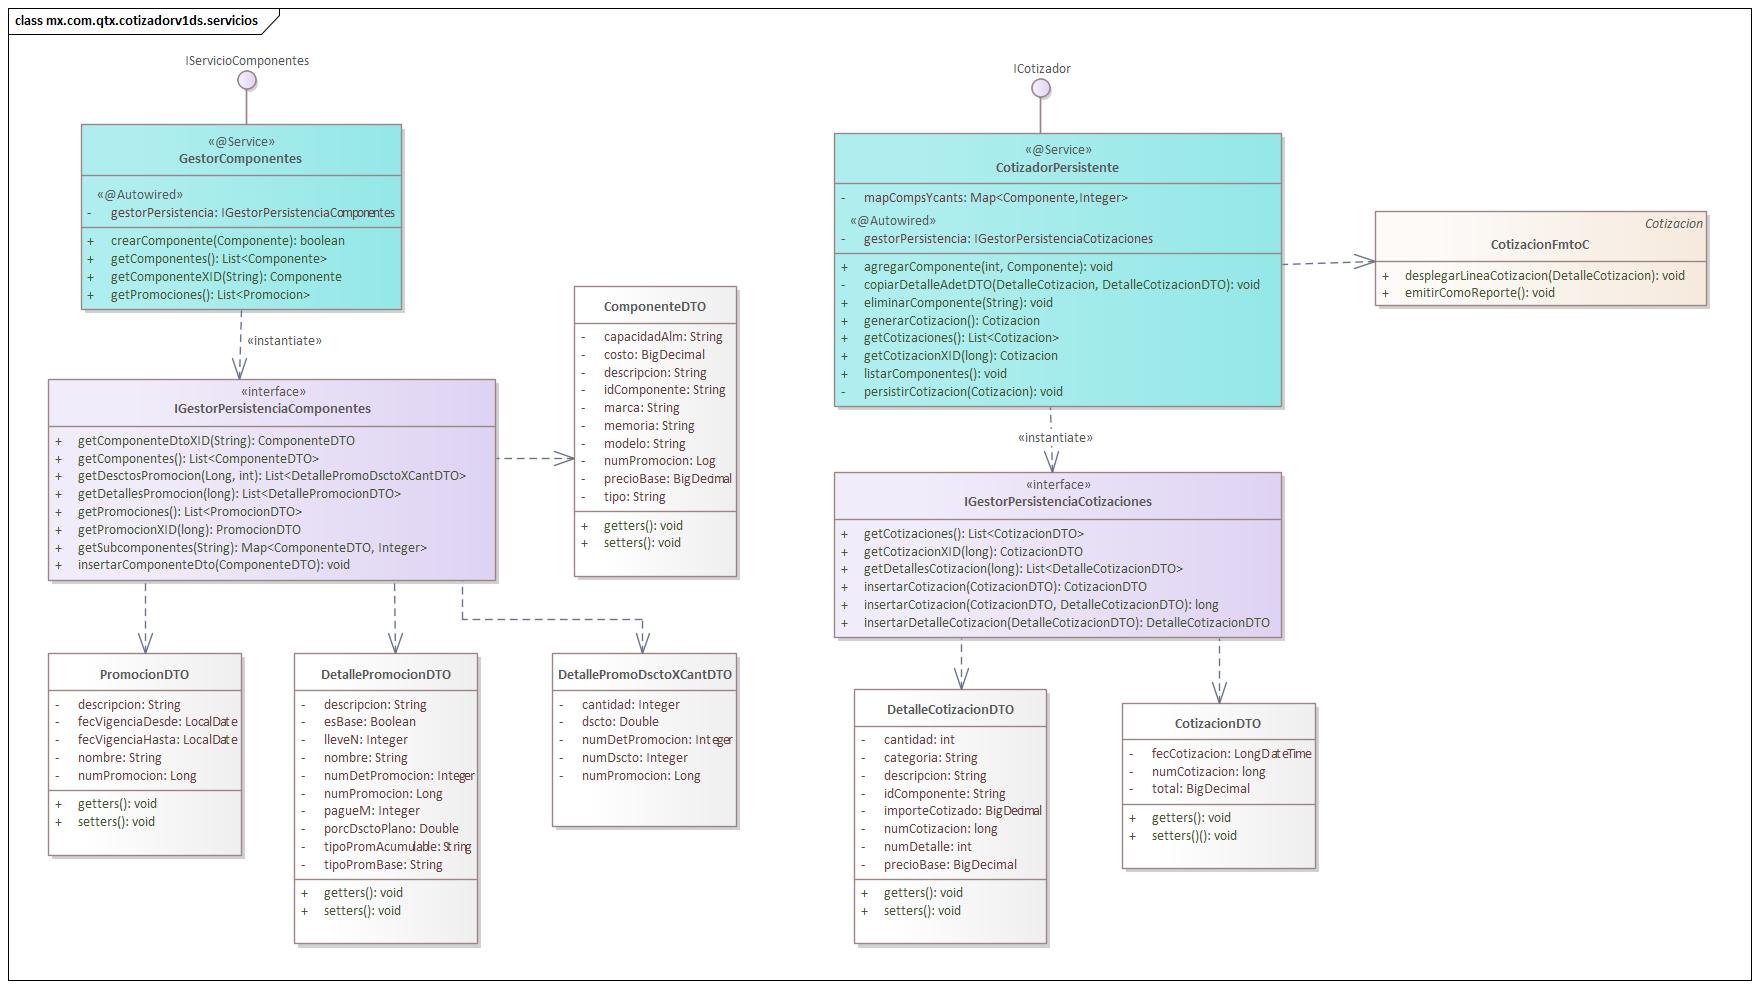 class mx.com.qtx.cotizadorv1ds.servicios
IServicioComponentes
«@Service»
GestorComponentes
«@Autowired»
- gestorPersistencia: IGestorPersistenciaComponentes
+ crearComponente(Componente): boolean
+ getComponentes(): List<Componente>
+ getComponenteXID(String): Componente
+ getPromociones(): List<Promocion>
«instantiate»
«interface»
IGestorPersistenciaComponentes
+ getComponenteDtoXID(String): ComponenteDTO
+ getComponentes(): List<ComponenteDTO>
+ getDesctosPromocion(Long, int): List<DetallePromoDsctoXCantDTO>
+ getDetallesPromocion(long): List<DetallePromocionDTO>
+ getPromociones(): List<PromocionDTO>
+ getPromocionXID(long): PromocionDTO
+ getSubcomponentes(String): Map<ComponenteDTO, Integer>
+ insertarComponenteDto(ComponenteDTO): void
ComponenteDTO
- capacidadAlm: String
- costo: BigDecimal
- descripcion: String
- idComponente: String
- marca: String
- memoria: String
- modelo: String
- numPromocion: Log
- precioBase: BigDecimal
- tipo: String
+ getters(): void
+ setters(): void
PromocionDTO
- descripcion: String
- fecVigenciaDesde: LocalDate
- fecVigenciaHasta: LocalDate
- nombre: String
- numPromocion: Long
+ getters(): void
+ setters(): void
DetallePromocionDTO
- descripcion: String
- esBase: Boolean
- lleveN: Integer
- nombre: String
- numDetPromocion: Integer
- numPromocion: Long
- pagueM: Integer
- porcDsctoPlano: Double
- tipoPromAcumulable: String
- tipoPromBase: String
+ getters(): void
+ setters(): void
DetallePromoDsctoXCantDTO
- cantidad: Integer
- dscto: Double
- numDetPromocion: Integer
- numDscto: Integer
- numPromocion: Long
ICotizador
«@Service»
CotizadorPersistente
- mapCompsYcants: Map<Componente,Integer>
«@Autowired»
- gestorPersistencia: IGestorPersistenciaCotizaciones
+ agregarComponente(int, Componente): void
- copiarDetalleAdetDTO(DetalleCotizacion, DetalleCotizacionDTO): void
+ eliminarComponente(String): void
+ generarCotizacion(): Cotizacion
+ getCotizaciones(): List<Cotizacion>
+ getCotizacionXID(long): Cotizacion
+ listarComponentes(): void
- persistirCotizacion(Cotizacion): void
Cotizacion
CotizacionFmtoC
+ desplegarLineaCotizacion(DetalleCotizacion): void
+ emitirComoReporte(): void
«instantiate»
«interface»
IGestorPersistenciaCotizaciones
+ getCotizaciones(): List<CotizacionDTO>
+ getCotizacionXID(long): CotizacionDTO
+ getDetallesCotizacion(long): List<DetalleCotizacionDTO>
+ insertarCotizacion(CotizacionDTO): CotizacionDTO
+ insertarCotizacion(CotizacionDTO, DetalleCotizacionDTO): long
+ insertarDetalleCotizacion(DetalleCotizacionDTO): DetalleCotizacionDTO
DetalleCotizacionDTO
- cantidad: int
- categoria: String
- descripcion: String
- idComponente: String
- importeCotizado: BigDecimal
- numCotizacion: long
- numDetalle: int
- precioBase: BigDecimal
+ getters(): void
+ setters(): void
CotizacionDTO
- fecCotizacion: LongDateTime
- numCotizacion: long
- total: BigDecimal
+ getters(): void
+ setters()(): void